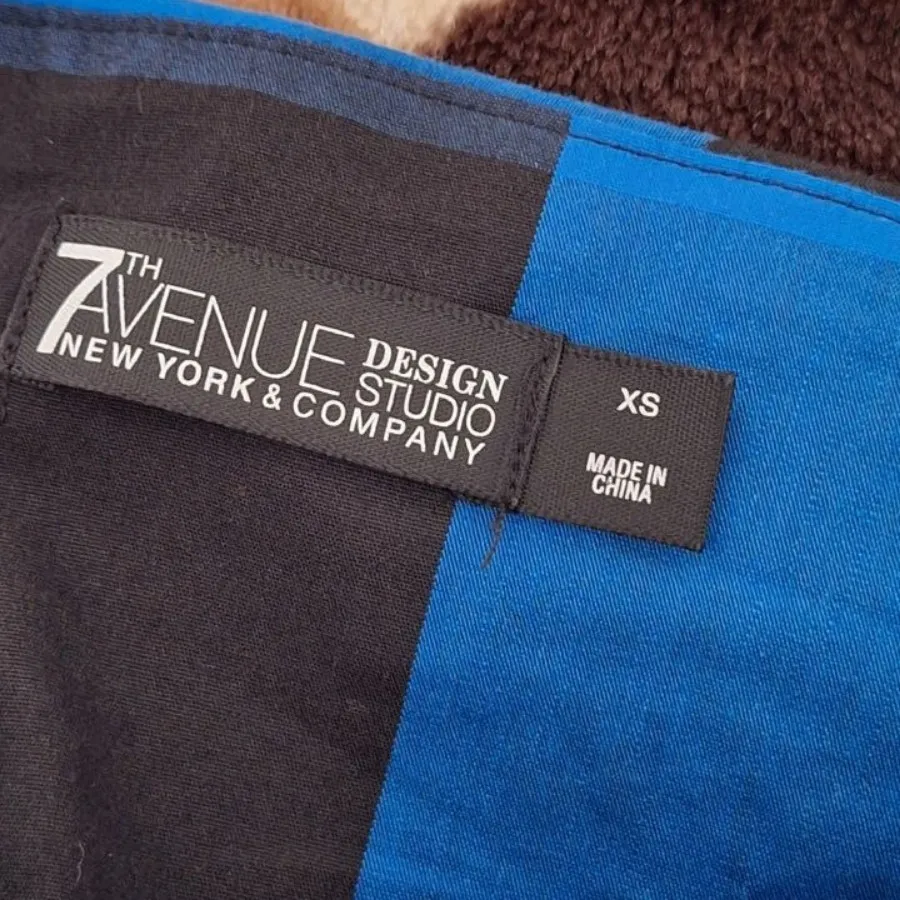 7TH AVENUE DESIGN STUDIO
NEW YORK & COMPANY
XS
MADE IN
CHINA